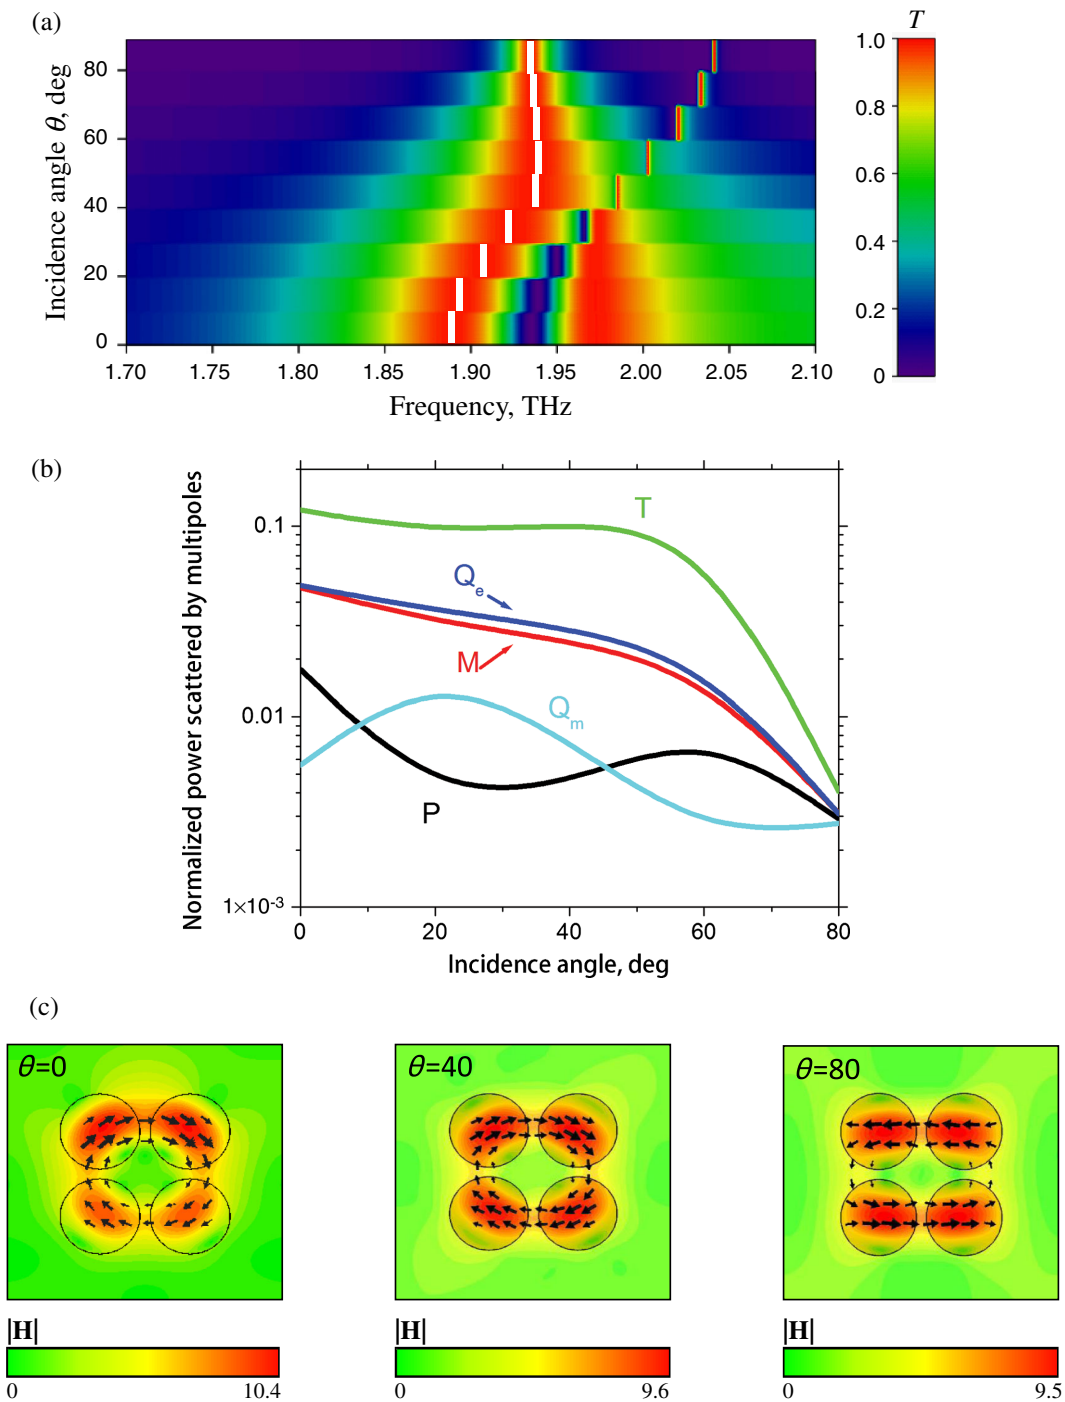 (a)
T
Incidence angle θ, deg
80
60
40
20
0
1.70 1.75 1.80 1.85 1.90 1.95 2.00 2.05 2.10
Frequency, THz
1.0
0.8
0.6
0.4
0.2
0
(b)
Normalized power scattered by multipoles
0.1
0.01
1×10⁻³
T
Qe
M
Qm
P
0 20 40 60 80
Incidence angle, deg
(c)
θ=0 θ=40 θ=80
|H| |H| |H|
0 10.4 0 9.6 0 9.5